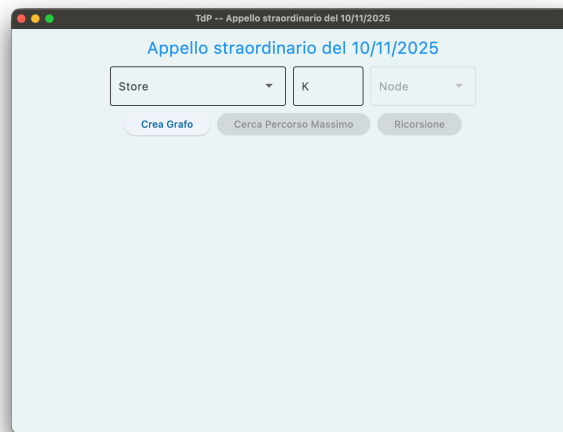 TdP -- Appello straordinario del 10/11/2025
Appello straordinario del 10/11/2025
Store K Node
Crea Grafo Cerca Percorso Massimo Ricorsione